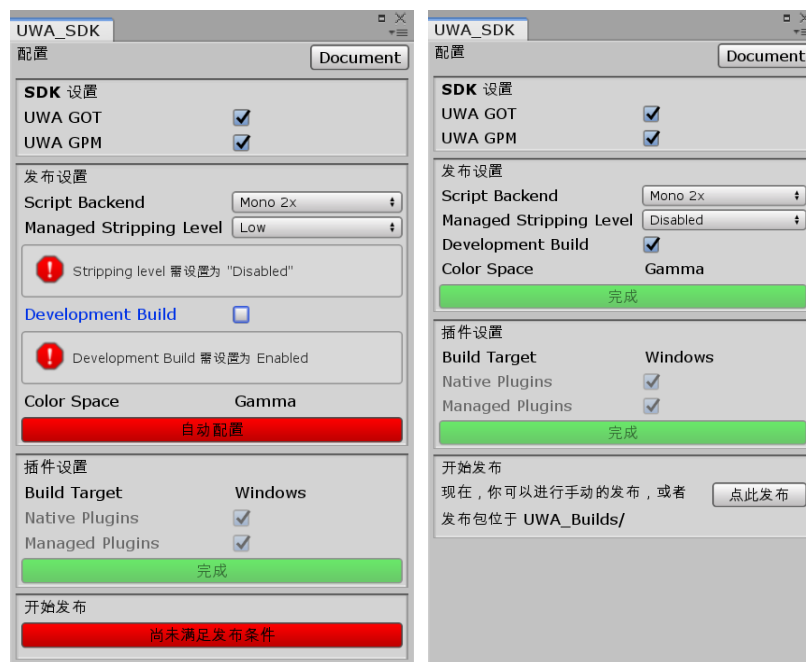 UWA_SDK
配置
Document
SDK 设置
UWA GOT
UWA GPM
发布设置
Script Backend
Mono 2x
Managed Stripping Level
Low
Stripping level 需设置为 "Disabled"
Development Build
Development Build 需设置为 Enabled
Color Space
Gamma
自动配置
插件设置
Build Target
Windows
Native Plugins
Managed Plugins
完成
开始发布
尚未满足发布条件
UWA_SDK
配置
Document
SDK 设置
UWA GOT
UWA GPM
发布设置
Script Backend
Mono 2x
Managed Stripping Level
Disabled
Development Build
Color Space
Gamma
完成
插件设置
Build Target
Windows
Native Plugins
Managed Plugins
完成
开始发布
现在，你可以进行手动的发布，或者
点此发布
发布包位于 UWA_Builds/